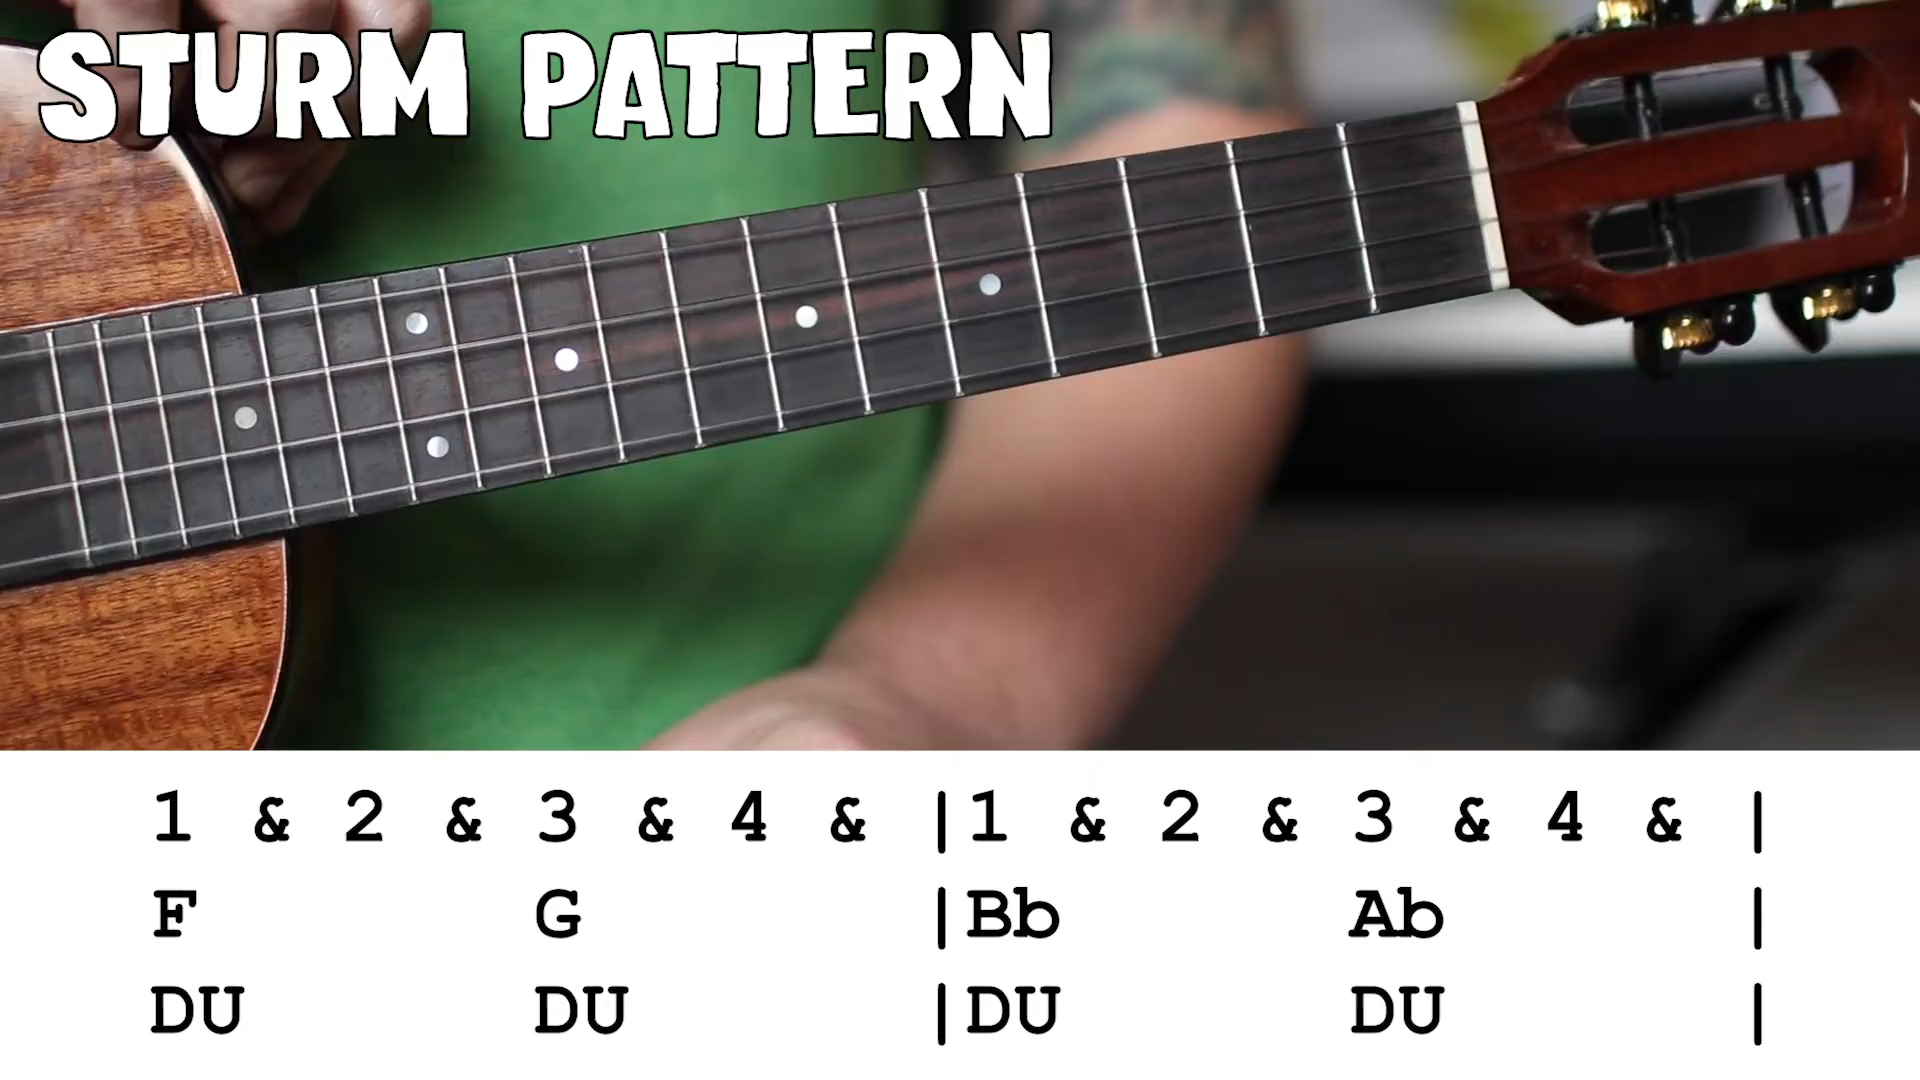 STURM PATTERN
1 & 2 & 3 & 4 & |1 & 2 & 3 & 4 & |
F G |Bb Ab |
DU DU |DU DU |